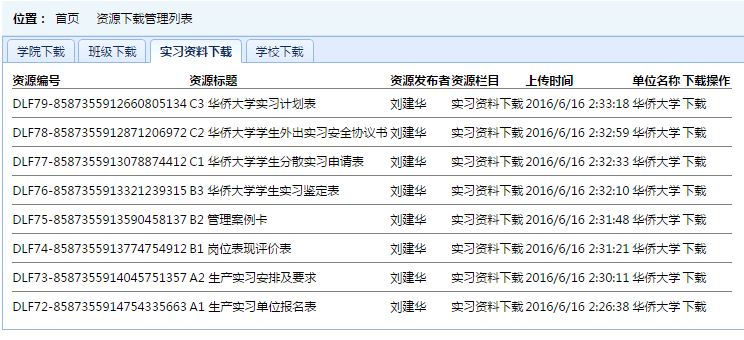 位置： 首页 资源下载管理列表
学院下载 班级下载 实习资料下载 学校下载
资源编号 资源标题 资源发布者 资源栏目 上传时间 单位名称 下载操作
DLF79-8587355912660805134 C3 华侨大学实习计划表 刘建华 实习资料下载 2016/6/16 2:33:18 华侨大学 下载
DLF78-8587355912871206972 C2 华侨大学学生外出实习安全协议书 刘建华 实习资料下载 2016/6/16 2:32:59 华侨大学 下载
DLF77-8587355913078874412 C1 华侨大学学生分散实习申请表 刘建华 实习资料下载 2016/6/16 2:32:33 华侨大学 下载
DLF76-8587355913321239315 B3 华侨大学学生实习鉴定表 刘建华 实习资料下载 2016/6/16 2:32:10 华侨大学 下载
DLF75-8587355913590458137 B2 管理案例卡 刘建华 实习资料下载 2016/6/16 2:31:48 华侨大学 下载
DLF74-8587355913774754912 B1 岗位表现评价表 刘建华 实习资料下载 2016/6/16 2:31:21 华侨大学 下载
DLF73-8587355914045751357 A2 生产实习安排及要求 刘建华 实习资料下载 2016/6/16 2:30:11 华侨大学 下载
DLF72-8587355914754335663 A1 生产实习单位报名表 刘建华 实习资料下载 2016/6/16 2:26:38 华侨大学 下载